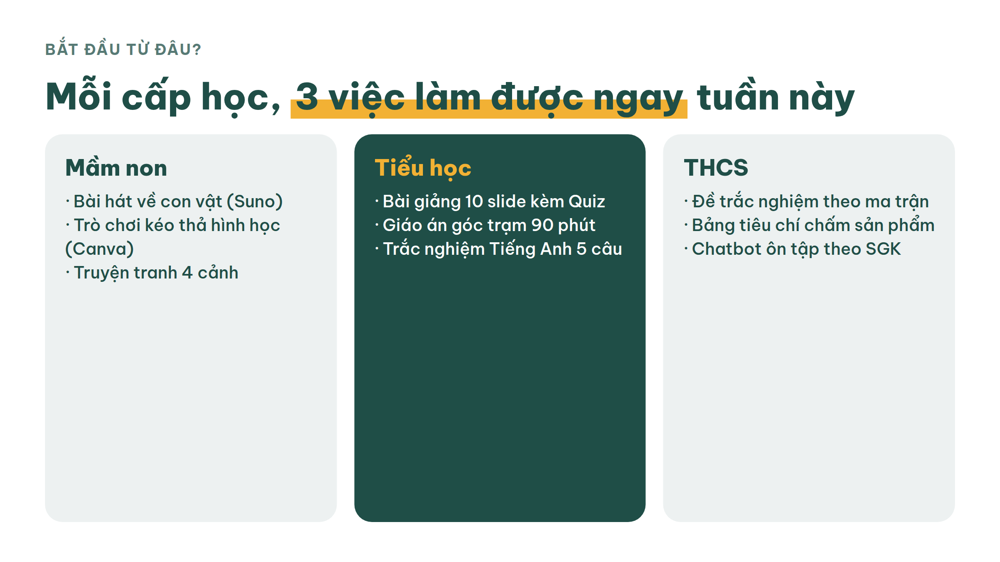 BẮT ĐẦU TỪ ĐÂU?
Mỗi cấp học, 3 việc làm được ngay tuần này
Mầm non
· Bài hát về con vật (Suno)
· Trò chơi kéo thả hình học
(Canva)
· Truyện tranh 4 cảnh
Tiểu học
· Bài giảng 10 slide kèm Quiz
· Giáo án góc trạm 90 phút
· Trắc nghiệm Tiếng Anh 5 câu
THCS
· Đề trắc nghiệm theo ma trận
· Bảng tiêu chí chấm sản phẩm
· Chatbot ôn tập theo SGK